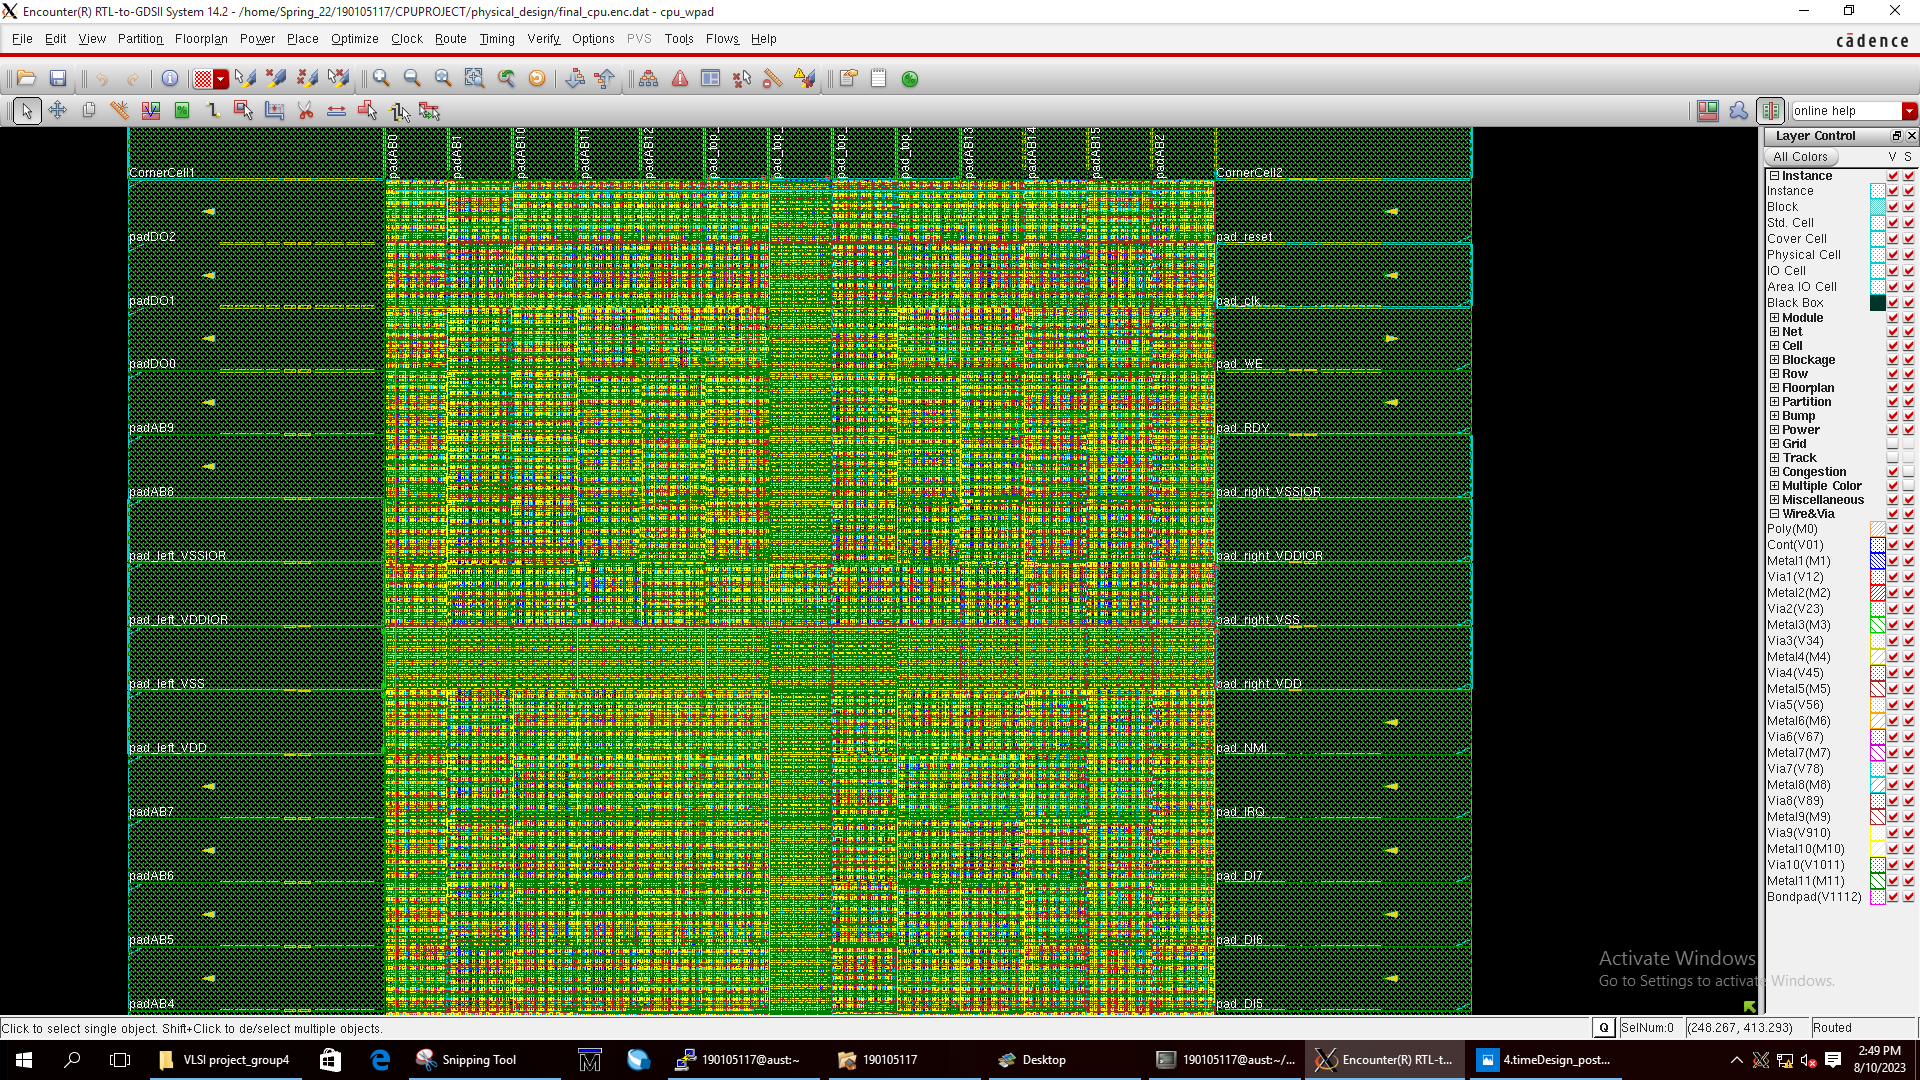 Encounter(R) RTL-to-GDSII System 14.2 - /home/Spring_22/190105117/CPUPROJECT/physical_design/final_cpu.enc.dat - cpu_wpad
File Edit View Partition Floorplan Power Place Optimize Clock Route Timing Verify Options PVS Tools Flows Help
cādence
online help
padAB0
padAB1
padAB10
padAB11
padAB12
pad_top_
pad_top_
pad_top_
pad_top_
padAB13
padAB14
padAB15
padAB2
CornerCell1
padDO2
padDO1
padDO0
padAB9
padAB8
pad_left_VSSIOR
pad_left_VDDIOR
pad_left_VSS
pad_left_VDD
padAB7
padAB6
padAB5
padAB4
CornerCell2
pad_reset
pad_clk
pad_WE
pad_RDY
pad_right_VSSIOR
pad_right_VDDIOR
pad_right_VSS
pad_right_VDD
pad_NMI
pad_IRQ
pad_DI7
pad_DI6
pad_DI5
Layer Control
All Colors V S
Instance
Instance
Block
Std. Cell
Cover Cell
Physical Cell
IO Cell
Area IO Cell
Black Box
Module
Net
Cell
Blockage
Row
Floorplan
Partition
Bump
Power
Grid
Track
Congestion
Multiple Color
Miscellaneous
Wire&Via
Poly(M0)
Cont(V01)
Metal1(M1)
Via1(V12)
Metal2(M2)
Via2(V23)
Metal3(M3)
Via3(V34)
Metal4(M4)
Via4(V45)
Metal5(M5)
Via5(V56)
Metal6(M6)
Via6(V67)
Metal7(M7)
Via7(V78)
Metal8(M8)
Via8(V89)
Metal9(M9)
Via9(V910)
Metal10(M10)
Via10(V1011)
Metal11(M11)
Bondpad(V1112)
Activate Windows
Go to Settings to activate Windows.
Click to select single object. Shift+Click to de/select multiple objects.
Q SelNum:0 (248.267, 413.293) Routed
VLSI project_group4
Snipping Tool
190105117@aust:~
190105117
Desktop
190105117@aust:~/...
Encounter(R) RTL-t...
4.timeDesign_post...
2:49 PM
8/10/2023